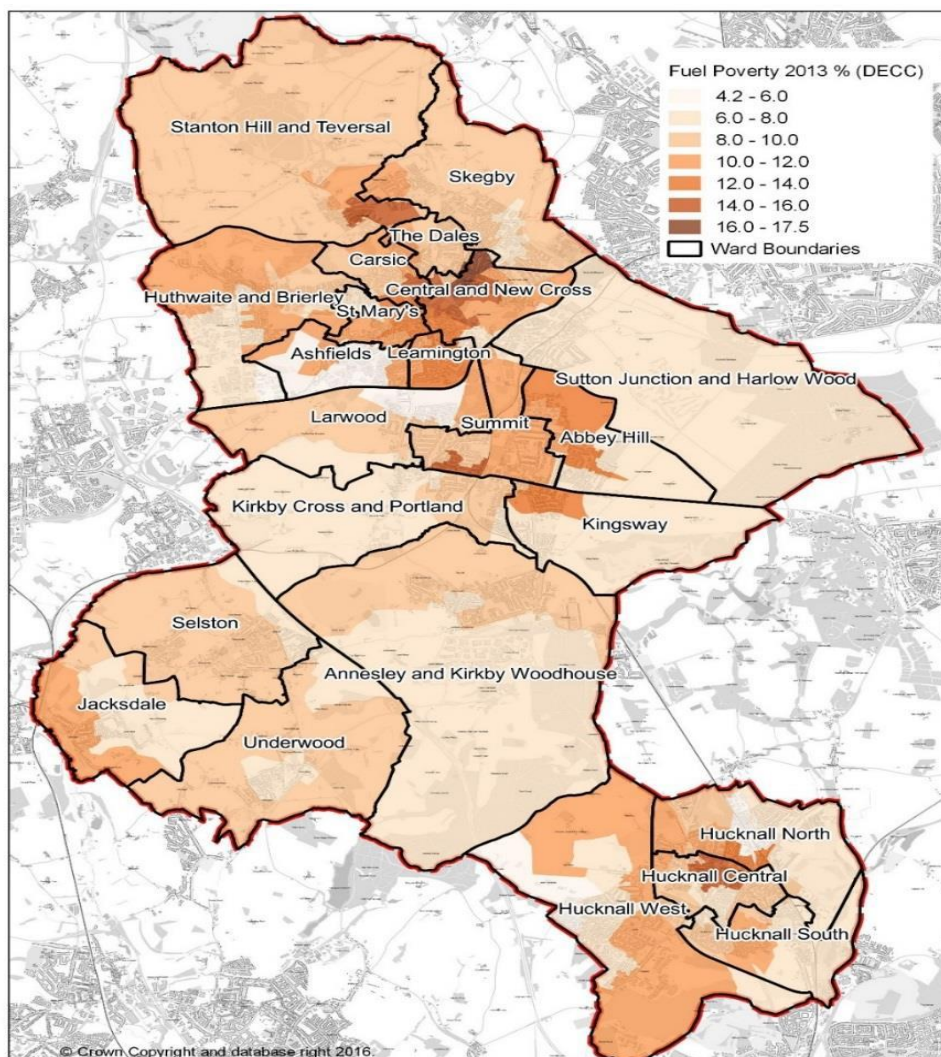 Fuel Poverty 2013 % (DECC)
4.2 - 6.0
6.0 - 8.0
8.0 - 10.0
10.0 - 12.0
12.0 - 14.0
14.0 - 16.0
16.0 - 17.5
Ward Boundaries
Stanton Hill and Teversal
Skegby
The Dales
Carsic
Central and New Cross
Huthwaite and Brierley
St Mary's
Ashfields
Leamington
Sutton Junction and Harlow Wood
Larwood
Summit
Abbey Hill
Kirkby Cross and Portland
Kingsway
Selston
Annesley and Kirkby Woodhouse
Jacksdale
Underwood
Hucknall North
Hucknall Central
Hucknall West
Hucknall South
© Crown Copyright and database right 2016.